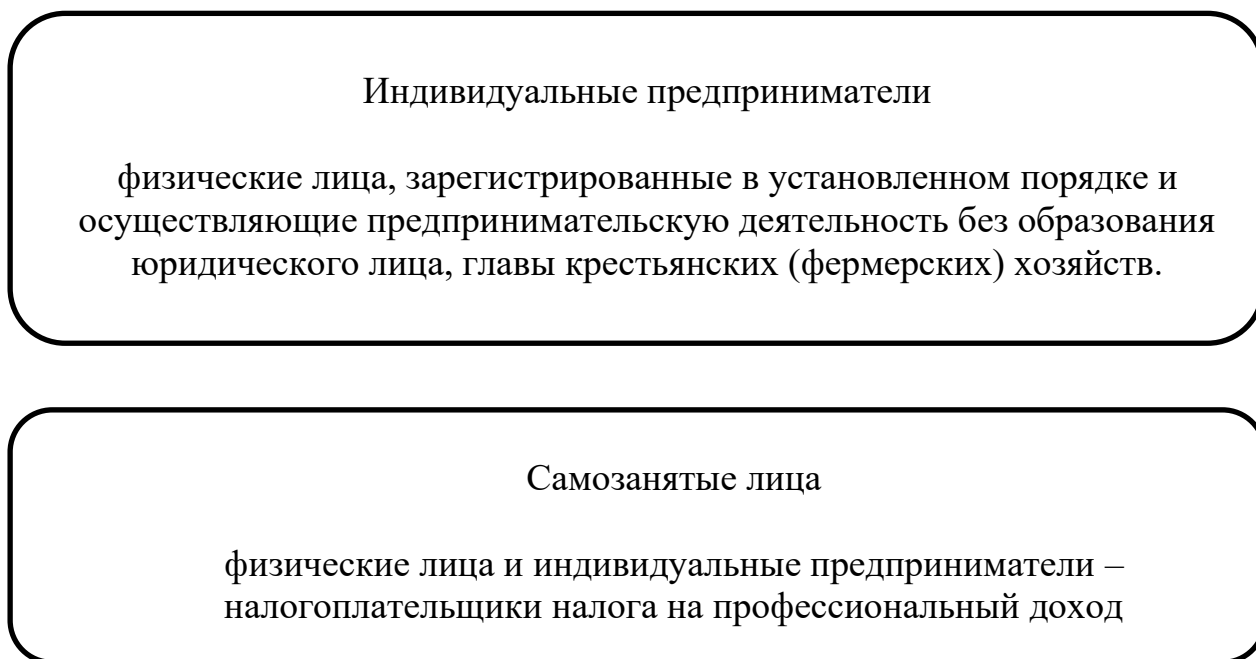 Индивидуальные предприниматели
физические лица, зарегистрированные в установленном порядке и
осуществляющие предпринимательскую деятельность без образования
юридического лица, главы крестьянских (фермерских) хозяйств.
Самозанятые лица
физические лица и индивидуальные предприниматели –
налогоплательщики налога на профессиональный доход